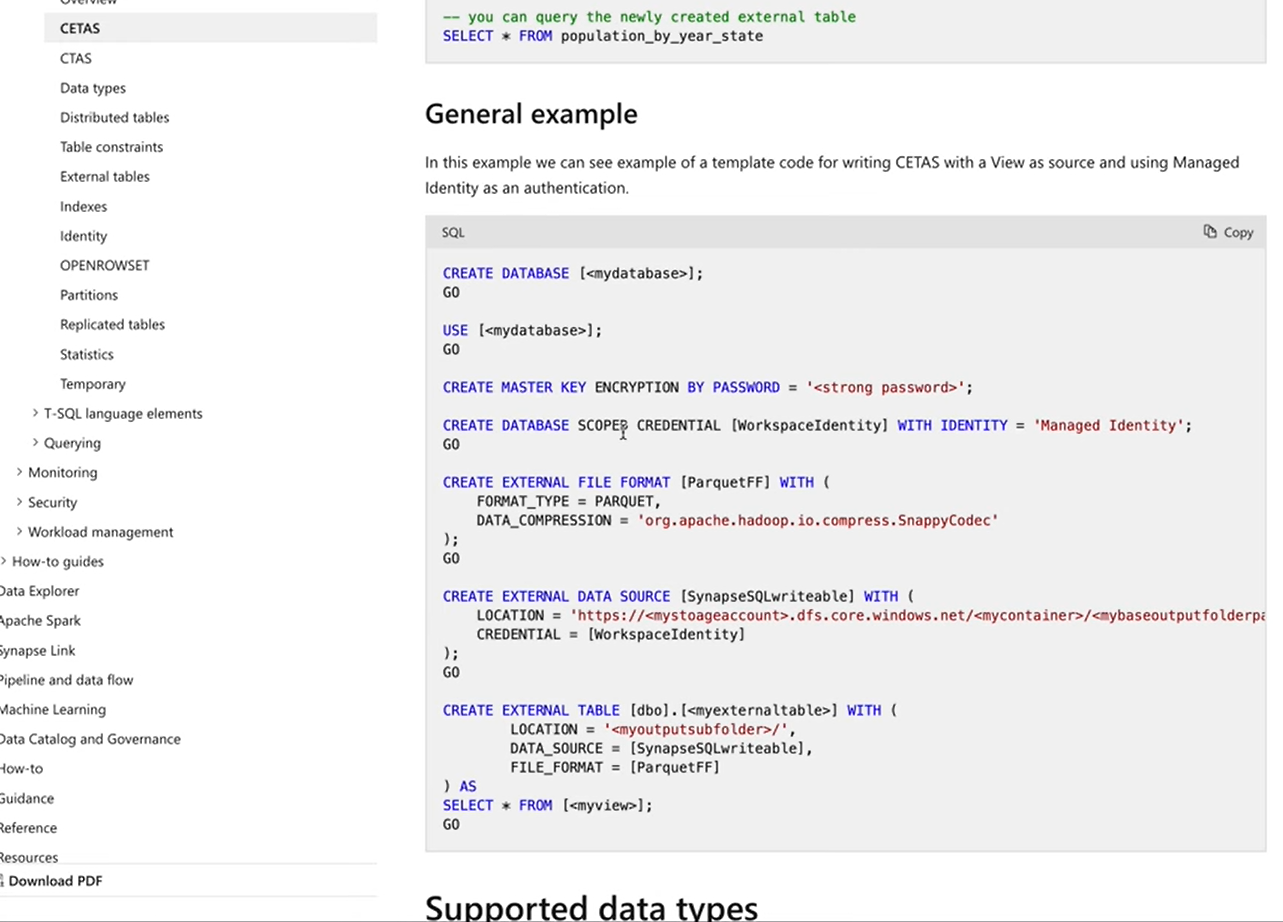 Overview
CETAS
CTAS
Data types
Distributed tables
Table constraints
External tables
Indexes
Identity
OPENROWSET
Partitions
Replicated tables
Statistics
Temporary
T-SQL language elements
Querying
Monitoring
Security
Workload management
How-to guides
Data Explorer
Apache Spark
Synapse Link
Pipeline and data flow
Machine Learning
Data Catalog and Governance
How-to
Guidance
Reference
Resources
Download PDF
-- you can query the newly created external table
SELECT * FROM population_by_year_state
General example
In this example we can see example of a template code for writing CETAS with a View as source and using Managed
Identity as an authentication.
SQL
Copy
CREATE DATABASE [<mydatabase>];
GO
USE [<mydatabase>];
GO
CREATE MASTER KEY ENCRYPTION BY PASSWORD = '<strong password>';
CREATE DATABASE SCOPED CREDENTIAL [WorkspaceIdentity] WITH IDENTITY = 'Managed Identity';
GO
CREATE EXTERNAL FILE FORMAT [ParquetFF] WITH (
FORMAT_TYPE = PARQUET,
DATA_COMPRESSION = 'org.apache.hadoop.io.compress.SnappyCodec'
);
GO
CREATE EXTERNAL DATA SOURCE [SynapseSQLwriteable] WITH (
LOCATION = 'https://<mystoageaccount>.dfs.core.windows.net/<mycontainer>/<mybaseoutputfolderpa
CREDENTIAL = [WorkspaceIdentity]
);
GO
CREATE EXTERNAL TABLE [dbo].[<myexternaltable>] WITH (
LOCATION = '<myoutputsubfolder>/',
DATA_SOURCE = [SynapseSQLwriteable],
FILE_FORMAT = [ParquetFF]
) AS
SELECT * FROM [<myview>];
GO
Supported data types